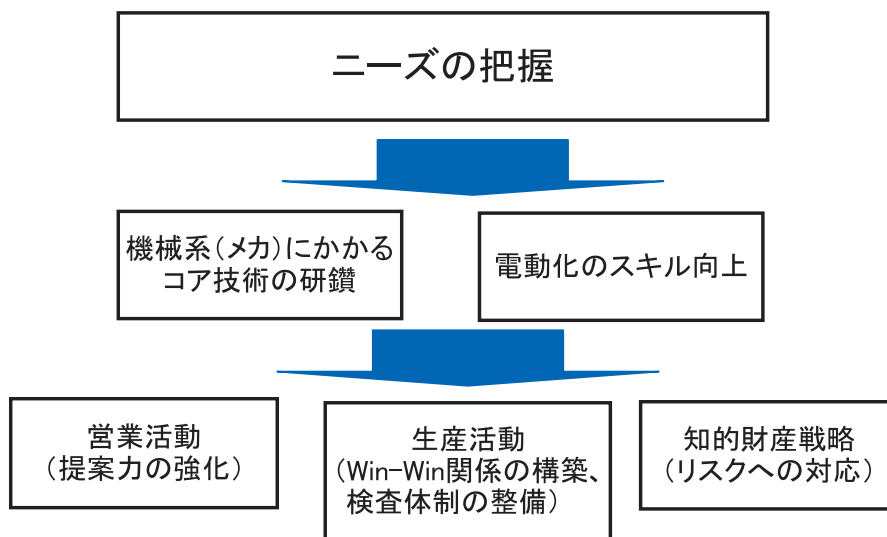 ニーズの把握
機械系(メカ)にかかる
コア技術の研鑽
電動化のスキル向上
営業活動
(提案力の強化)
生産活動
(Win-Win関係の構築、
検査体制の整備)
知的財産戦略
(リスクへの対応)